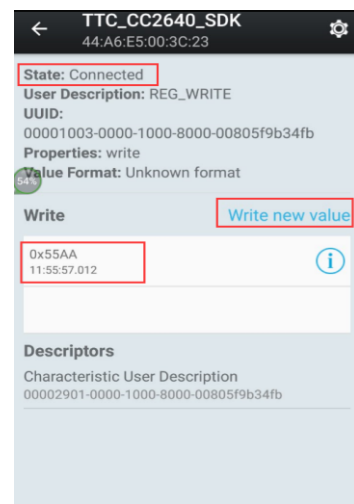 TTC_CC2640_SDK
44:A6:E5:00:3C:23
State: Connected
User Description: REG_WRITE
UUID:
00001003-0000-1000-8000-00805f9b34fb
Properties: write
Value Format: Unknown format
54%
Write
Write new value
0x55AA
11:55:57.012
Descriptors
Characteristic User Description
00002901-0000-1000-8000-00805f9b34fb